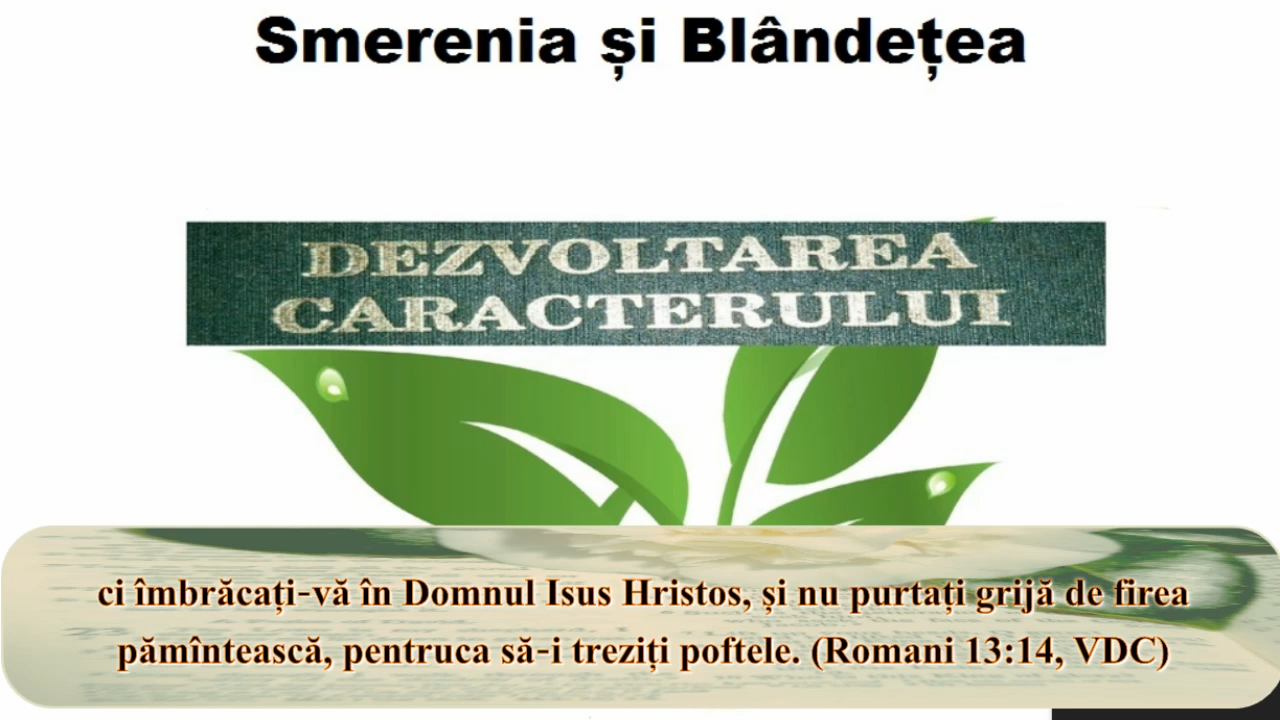 Smerenia și Blândețea
DEZVOLTAREA
CARACTERULUI
ci îmbrăcați-vă în Domnul Isus Hristos, și nu purtați grijă de firea
pămîntească, pentruca să-i treziți poftele. (Romani 13:14, VDC)